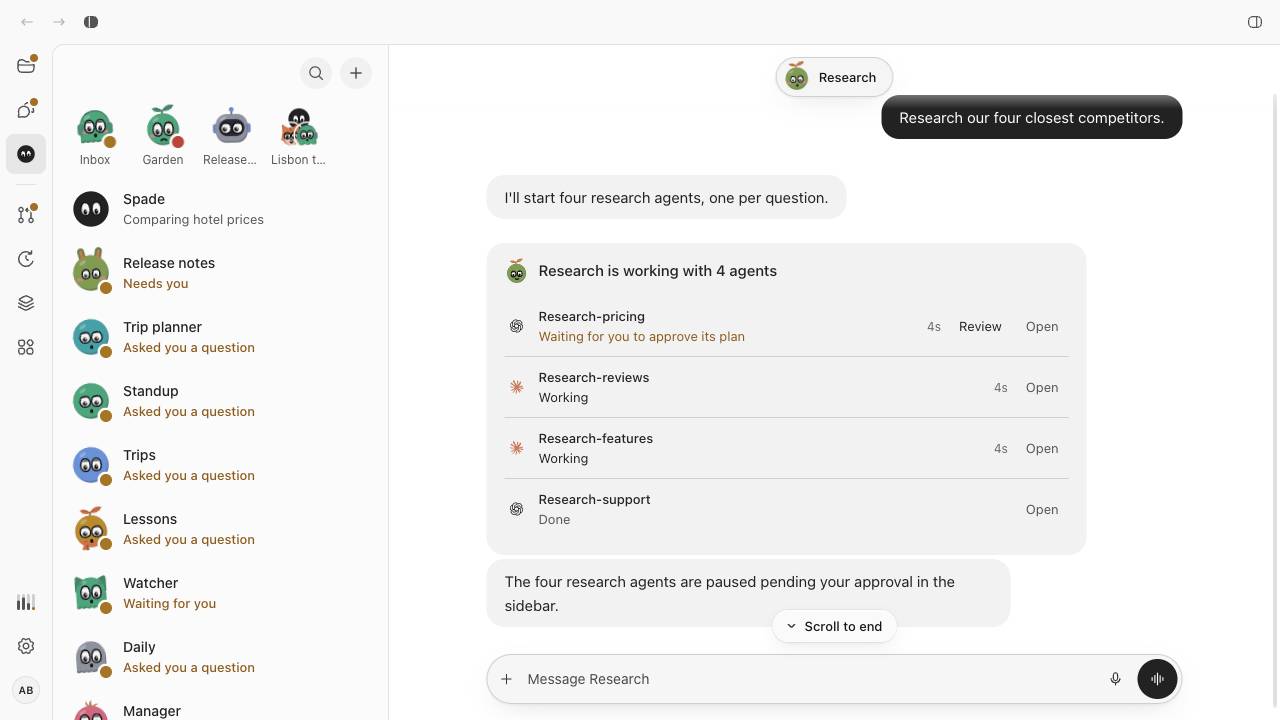 Inbox
Garden
Release...
Lisbon t...
Spade
Comparing hotel prices
Release notes
Needs you
Trip planner
Asked you a question
Standup
Asked you a question
Trips
Asked you a question
Lessons
Asked you a question
Watcher
Waiting for you
Daily
Asked you a question
Manager
AB
Research
Research our four closest competitors.
I'll start four research agents, one per question.
Research is working with 4 agents
Research-pricing
Waiting for you to approve its plan
4s Review Open
Research-reviews
Working
4s Open
Research-features
Working
4s Open
Research-support
Done
Open
The four research agents are paused pending your approval in the
sidebar.
Scroll to end
Message Research